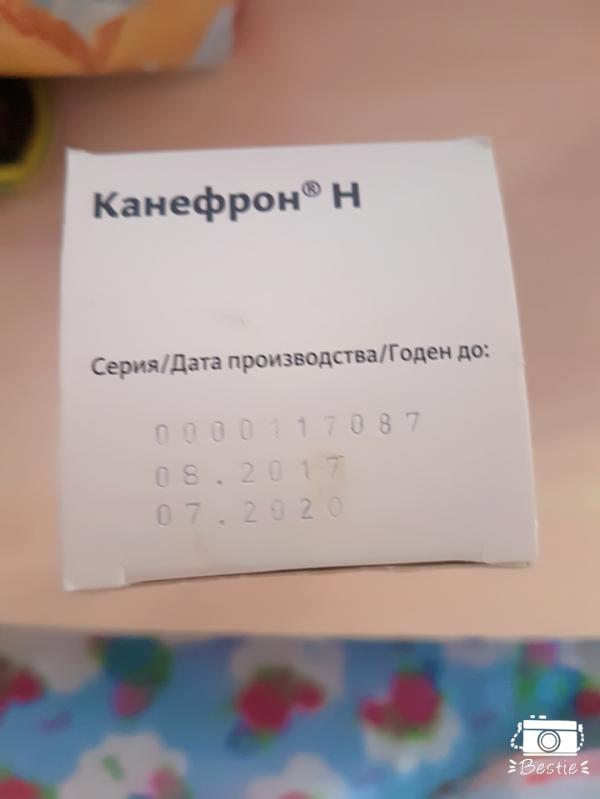 Канефрон® Н
Серия/Дата производства/Годен до:
0000117087
08.2017
07.2020
Bestie